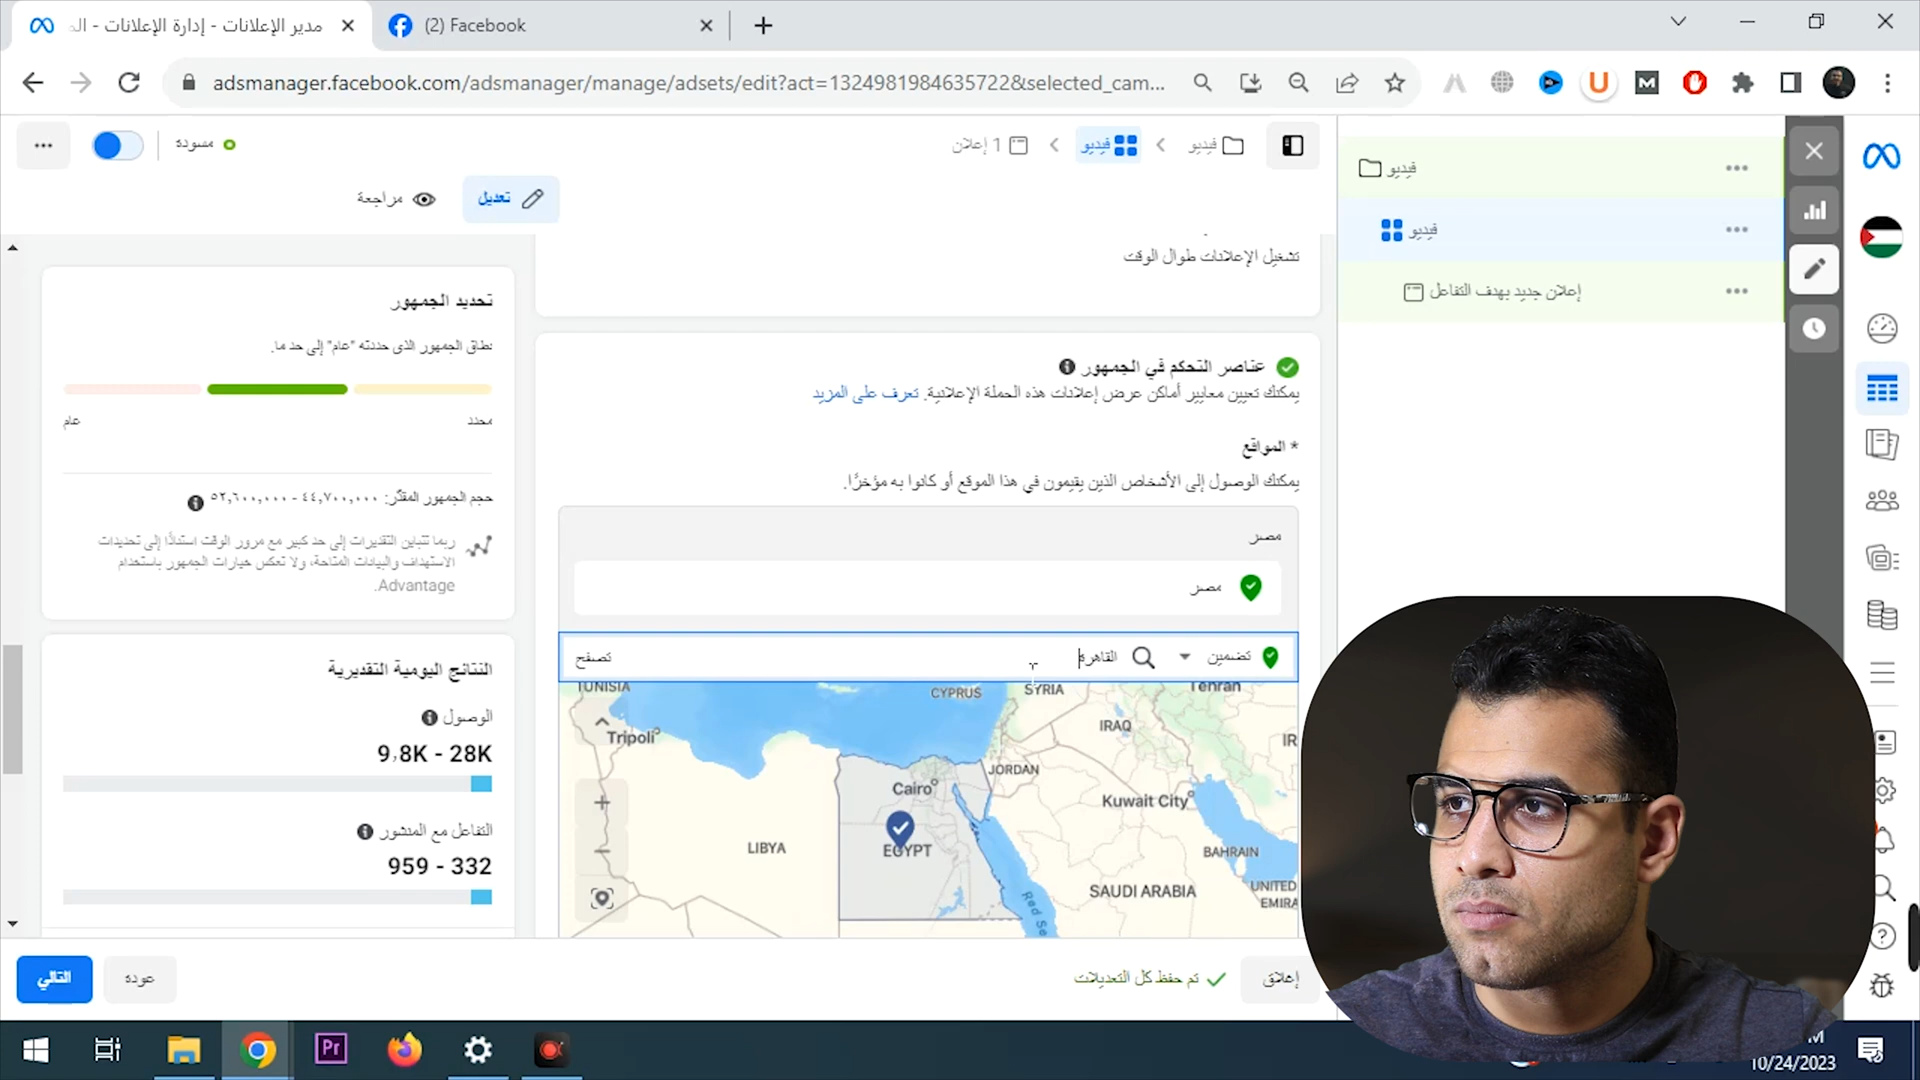 مدير الإعلانات - إدارة الإعلانات - الـ
(2) Facebook
adsmanager.facebook.com/adsmanager/manage/adsets/edit?act=1324981984635722&selected_cam...
مسودة
فيديو
فيديو
1 إعلان
تعديل
مراجعة
فيديو
فيديو
إعلان جديد بهدف التفاعل
تشغيل الإعلانات طوال الوقت
عناصر التحكم في الجمهور
يمكنك تعيين معايير أماكن عرض إعلانات هذه الحملة الإعلانية. تعرف على المزيد
* المواقع
يمكنك الوصول إلى الأشخاص الذين يقيمون في هذا الموقع أو كانوا به مؤخرًا.
مصر
مصر
تضمين
القاهرة
تصفح
TUNISIA
CYPRUS
SYRIA
Tehran
Tripoli
IRAQ
IR
JORDAN
Cairo
Kuwait City
LIBYA
EGYPT
BAHRAIN
SAUDI ARABIA
UNITED
EMIRA
Red Se
تحديد الجمهور
نطاق الجمهور الذى حددته "عام" إلى حد ما.
محدد
عام
حجم الجمهور المقدَّر: ٤٤,٧٠٠,٠٠٠ - ٥٢,٦٠٠,٠٠٠
ربما تتباين التقديرات إلى حد كبير مع مرور الوقت استنادًا إلى تحديدات
الاستهداف والبيانات المتاحة، ولا تعكس خيارات الجمهور باستخدام
Advantage.
النتائج اليومية التقديرية
الوصول
9,8K - 28K
التفاعل مع المنشور
959 - 332
إغلاق
تم حفظ كل التعديلات
عودة
التالي
Pr
M
10/24/2023